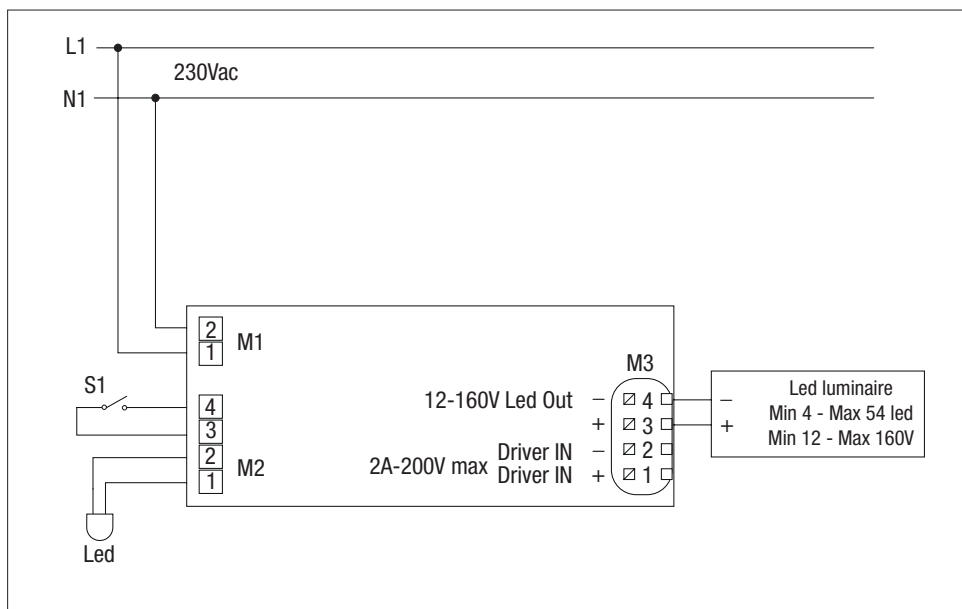 L1
230Vac
N1
2
M1
1
M3
S1
4
12-160V Led Out
−
4
−
Led luminaire
Min 4 - Max 54 led
Min 12 - Max 160V
3
+
3
+
2
M2
1
2A-200V max
Driver IN
−
2
Driver IN
+
1
Led